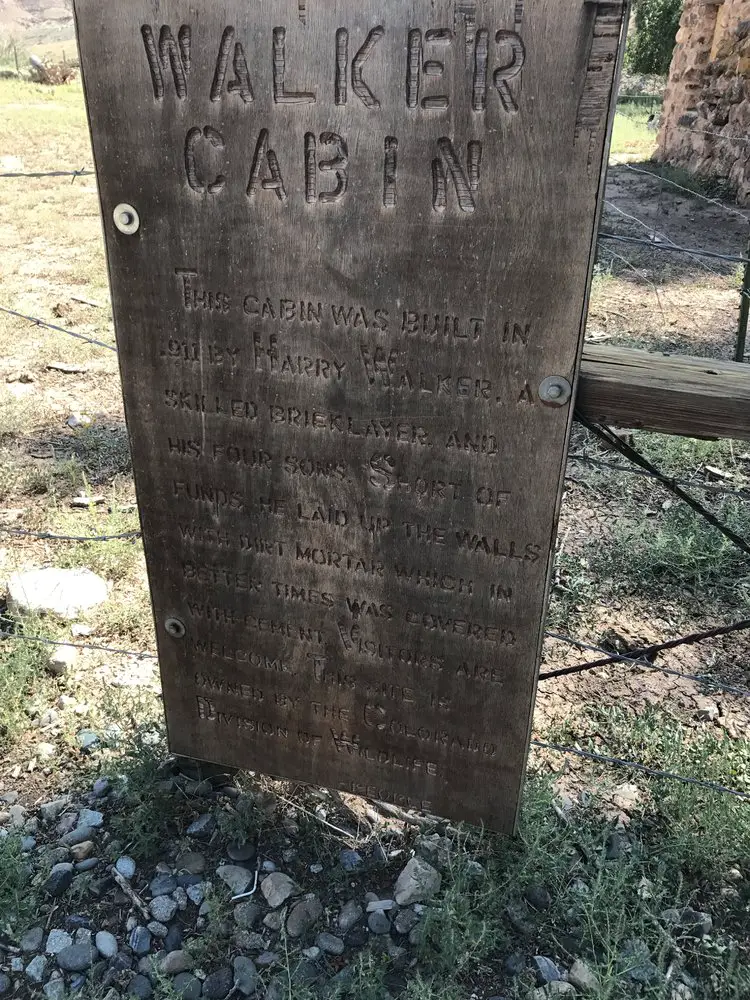 WALKER
CABIN
THIS CABIN WAS BUILT IN
1911 BY HARRY WALKER, A
SKILLED BRICKLAYER, AND
HIS FOUR SONS. SHORT OF
FUNDS, HE LAID UP THE WALLS
WITH DIRT MORTAR WHICH IN
BETTER TIMES WAS COVERED
WITH CEMENT. VISITORS ARE
WELCOME. THIS SITE IS
OWNED BY THE COLORADO
DIVISION OF WILDLIFE.